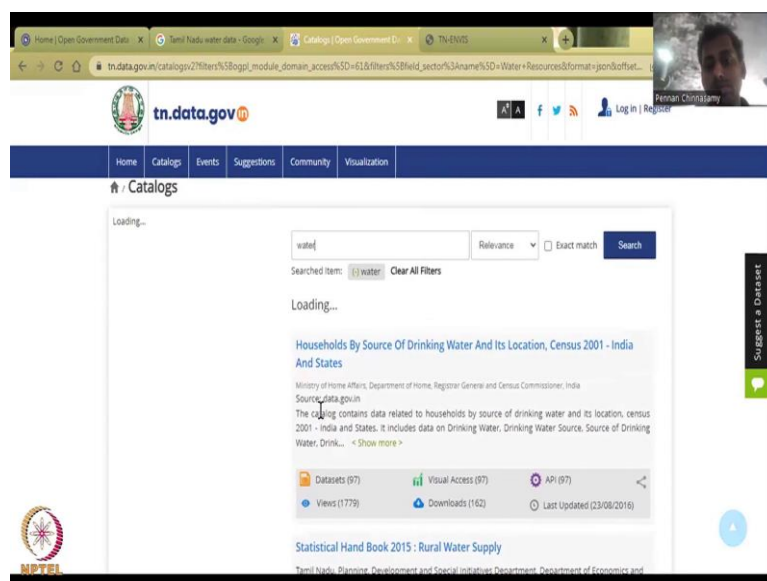 Home | Open Government Data
Tamil Nadu water data - Google
Catalogs | Open Government Da
TN-ENVIS
tn.data.gov.in/catalogsv2?filters%5Bogpl_module_domain_access%5D=61&filters%5Bfield_sector%3Aname%5D=Water+Resources&format=json&offset...
Pennan Chinnasamy
tn.data.gov in
A+ A
Log in | Register
Home Catalogs Events Suggestions Community Visualization
/ Catalogs
Loading...
water
Relevance
Exact match
Search
Searched Item: (-) water Clear All Filters
Loading...
Households By Source Of Drinking Water And Its Location, Census 2001 - India
And States
Ministry of Home Affairs, Department of Home, Registrar General and Census Commissioner, India
Source: data.gov.in
The catalog contains data related to households by source of drinking water and its location, census
2001 - India and States. It includes data on Drinking Water, Drinking Water Source, Source of Drinking
Water, Drink... < Show more >
Datasets (97) Visual Access (97) API (97)
Views (1779) Downloads (162) Last Updated (23/08/2016)
Statistical Hand Book 2015 : Rural Water Supply
Tamil Nadu, Planning, Development and Special Initiatives Department, Department of Economics and
Suggest a Dataset
NPTEL